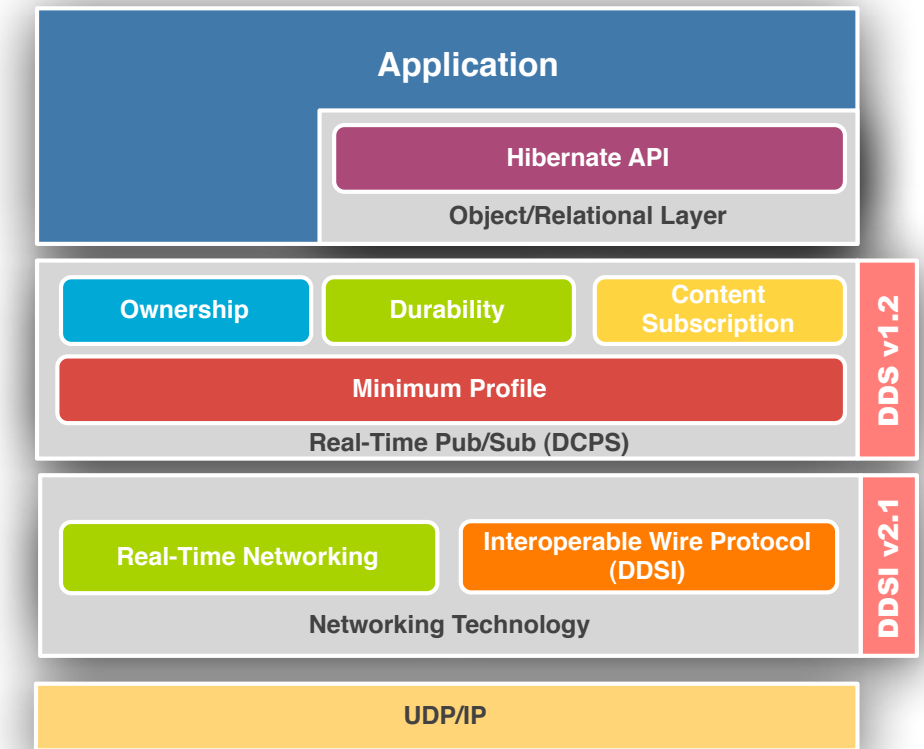 Application
Hibernate API
Object/Relational Layer
Ownership
Durability
Content
Subscription
Minimum Profile
Real-Time Pub/Sub (DCPS)
DDS v1.2
Real-Time Networking
Interoperable Wire Protocol
(DDSI)
Networking Technology
DDSI v2.1
UDP/IP